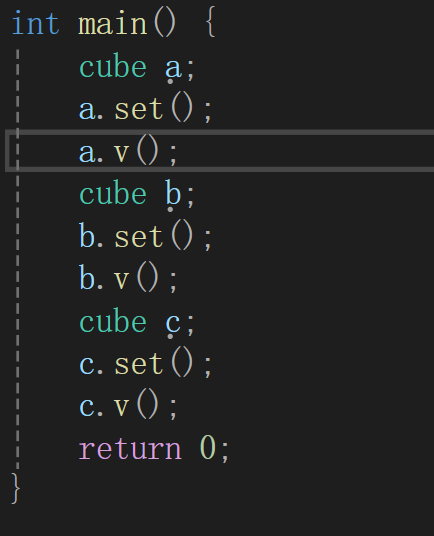 int main() {
cube a;
a.set();
a.v();
cube b;
b.set();
b.v();
cube c;
c.set();
c.v();
return 0;
}